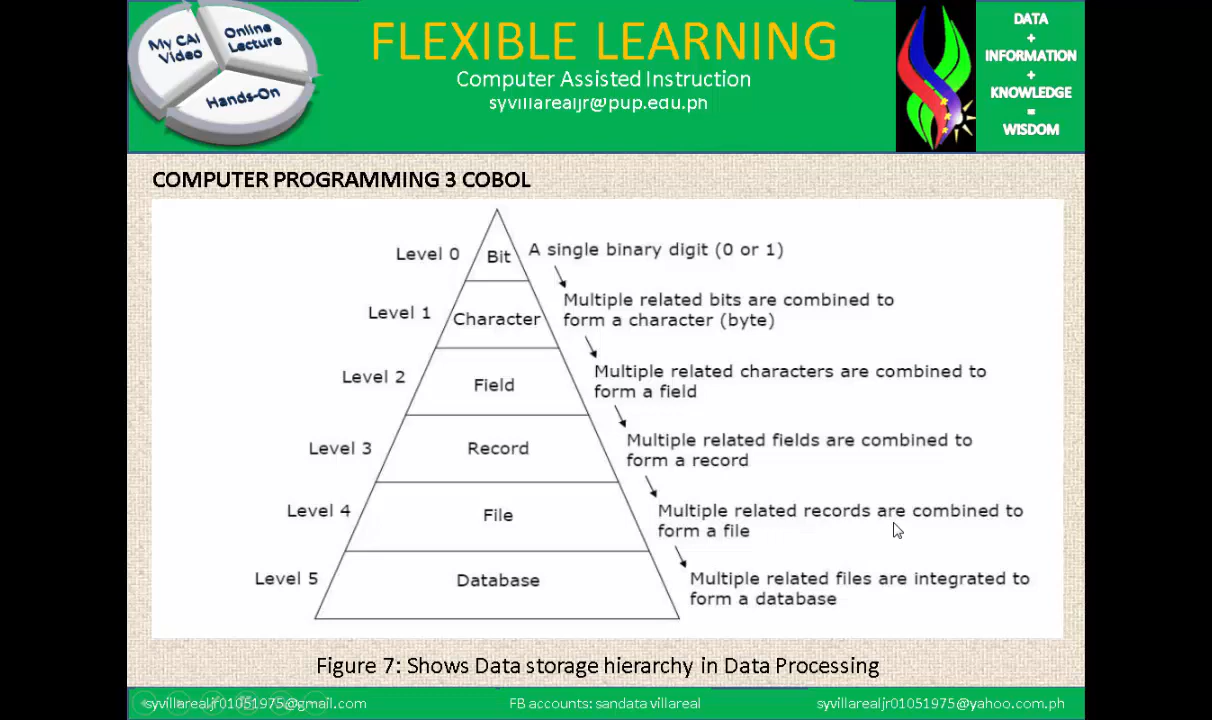 My CAI
Video
Online
Lecture
Hands-On
FLEXIBLE LEARNING
Computer Assisted Instruction
syvillarealjr@pup.edu.ph
DATA
+
INFORMATION
+
KNOWLEDGE
=
WISDOM
COMPUTER PROGRAMMING 3 COBOL
Level 0
Bit
A single binary digit (0 or 1)
Level 1
Character
Multiple related bits are combined to
form a character (byte)
Level 2
Field
Multiple related characters are combined to
form a field
Level 3
Record
Multiple related fields are combined to
form a record
Level 4
File
Multiple related records are combined to
form a file
Level 5
Database
Multiple related files are integrated to
form a database
Figure 7: Shows Data storage hierarchy in Data Processing
syvillarealjr01051975@gmail.com
FB accounts: sandata villareal
syvillarealjr01051975@yahoo.com.ph